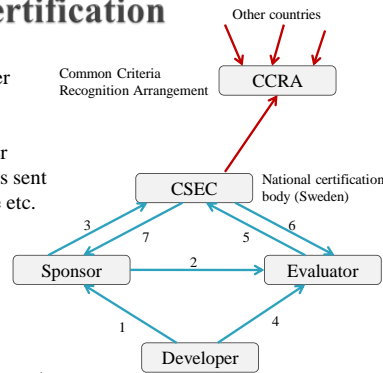 ertification
Other countries
er
Common Criteria
Recognition Arrangement
CCRA
r
s sent
e etc.
CSEC
National certification
body (Sweden)
3
7
6
5
Sponsor
2
Evaluator
1
4
Developer